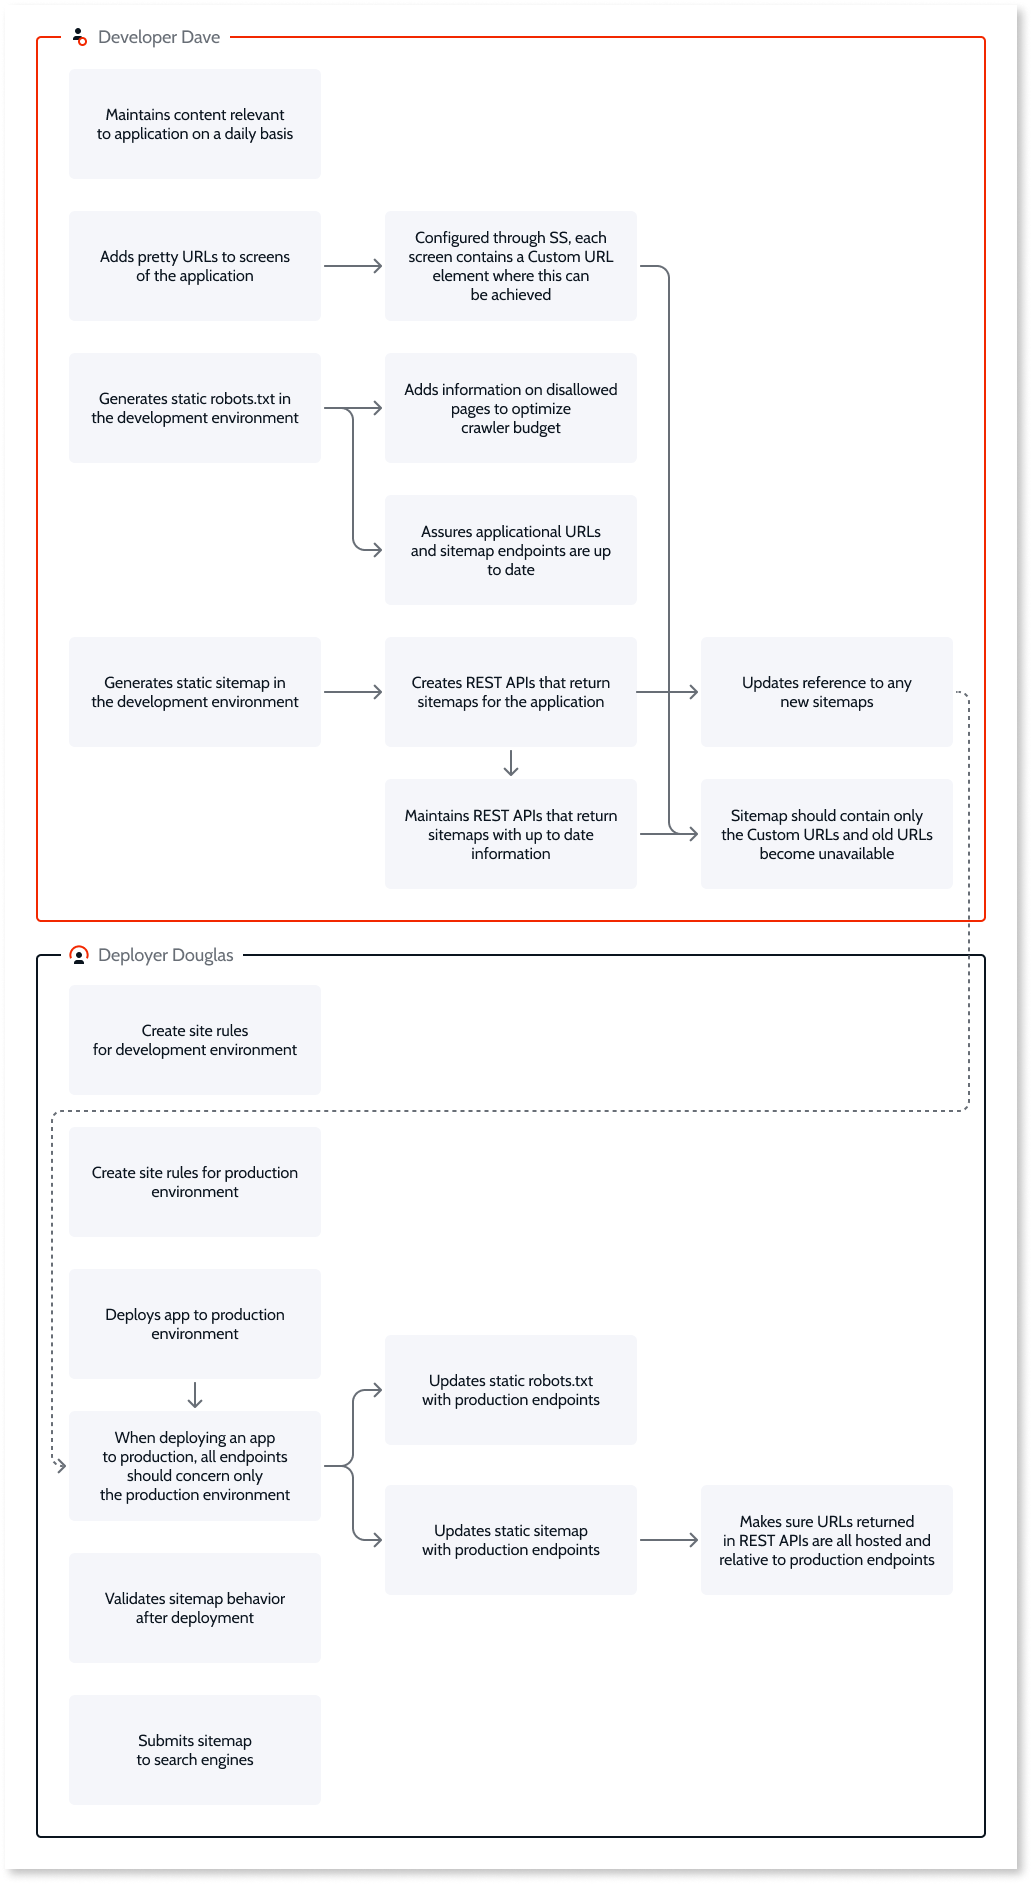 Developer Dave
Maintains content relevant
to application on a daily basis
Adds pretty URLs to screens
of the application
Configured through SS, each
screen contains a Custom URL
element where this can
be achieved
Generates static robots.txt in
the development environment
Adds information on disallowed
pages to optimize
crawler budget
Assures applicational URLs
and sitemap endpoints are up
to date
Generates static sitemap in
the development environment
Creates REST APIs that return
sitemaps for the application
Updates reference to any
new sitemaps
Maintains REST APIs that return
sitemaps with up to date
information
Sitemap should contain only
the Custom URLs and old URLs
become unavailable
Deployer Douglas
Create site rules
for development environment
Create site rules for production
environment
Deploys app to production
environment
When deploying an app
to production, all endpoints
should concern only
the production environment
Updates static robots.txt
with production endpoints
Updates static sitemap
with production endpoints
Makes sure URLs returned
in REST APIs are all hosted and
relative to production endpoints
Validates sitemap behavior
after deployment
Submits sitemap
to search engines